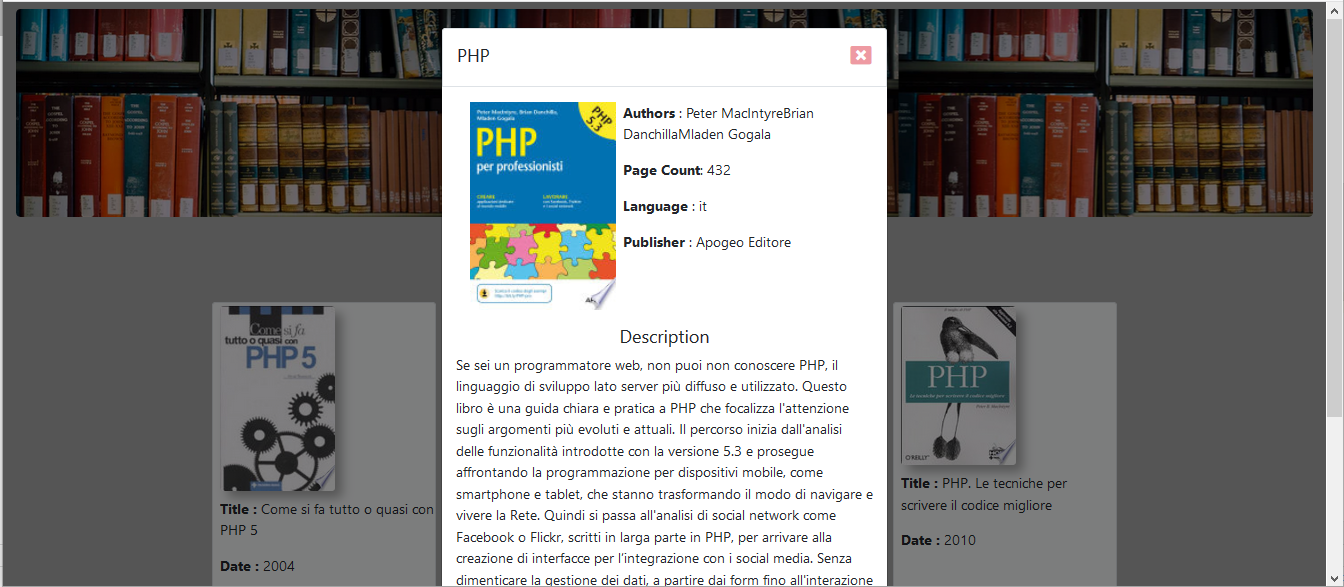 PHP
Peter MacIntyre, Brian Danchilla,
Mladen Gogala
PHP
5.3
PHP
per professionisti
CREARE
Authors : Peter MacIntyreBrian
DanchillaMladen Gogala
Page Count: 432
Language : it
Publisher : Apogeo Editore
Description
Se sei un programmatore web, non puoi non conoscere PHP, il
linguaggio di sviluppo lato server più diffuso e utilizzato. Questo
libro è una guida chiara e pratica a PHP che focalizza l'attenzione
sugli argomenti più evoluti e attuali. Il percorso inizia dall'analisi
delle funzionalità introdotte con la versione 5.3 e prosegue
affrontando la programmazione per dispositivi mobile, come
smartphone e tablet, che stanno trasformando il modo di navigare e
vivere la Rete. Quindi si passa all'analisi di social network come
Facebook o Flickr, scritti in larga parte in PHP, per arrivare alla
creazione di interfacce per l'integrazione con i social media. Senza
dimenticare la gestione dei dati, a partire dai form fino all'interazione
Come si fa
tutto o quasi con
PHP 5
Title : Come si fa tutto o quasi con
PHP 5
Date : 2004
PHP
Le tecniche per scrivere il codice migliore
O'REILLY
Title : PHP. Le tecniche per
scrivere il codice migliore
Date : 2010